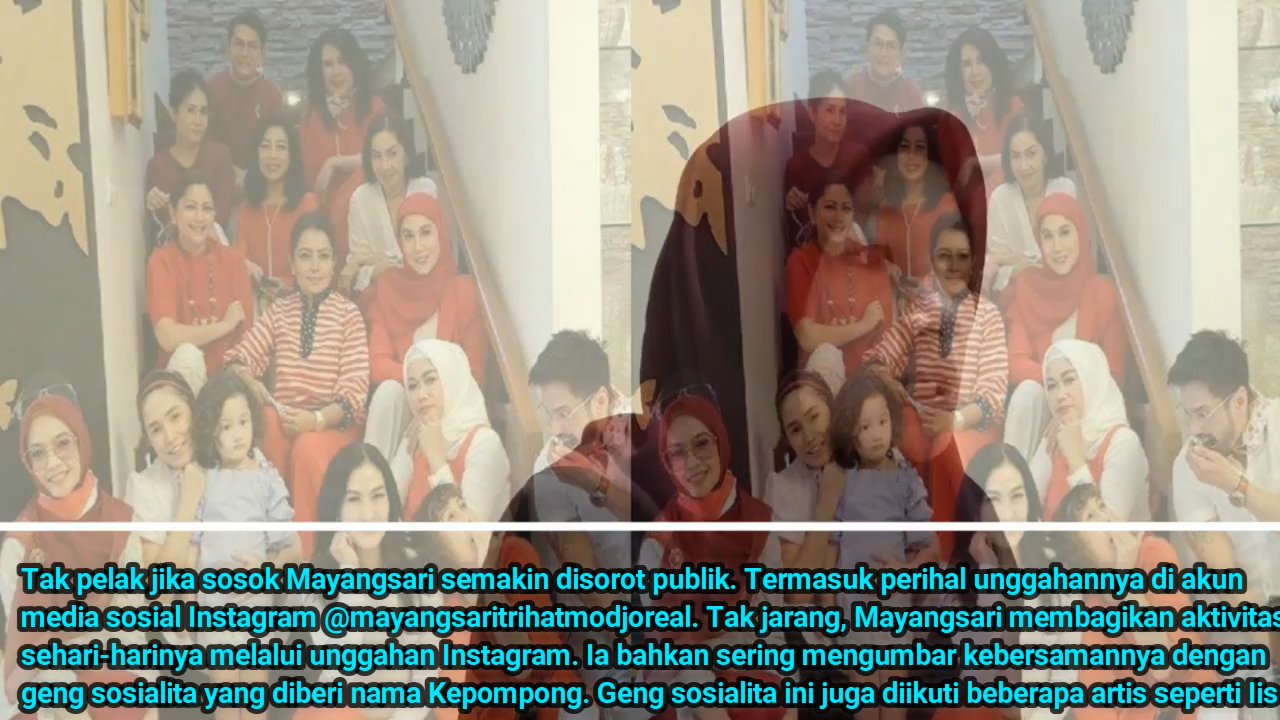 Tak pelak jika sosok Mayangsari semakin disorot publik. Termasuk perihal unggahannya di akun
media sosial Instagram @mayangsaritrihatmodjoreal. Tak jarang, Mayangsari membagikan aktivitas
sehari-harinya melalui unggahan Instagram. Ia bahkan sering mengumbar kebersamannya dengan
geng sosialita yang diberi nama Kepompong. Geng sosialita ini juga diikuti beberapa artis seperti Iis